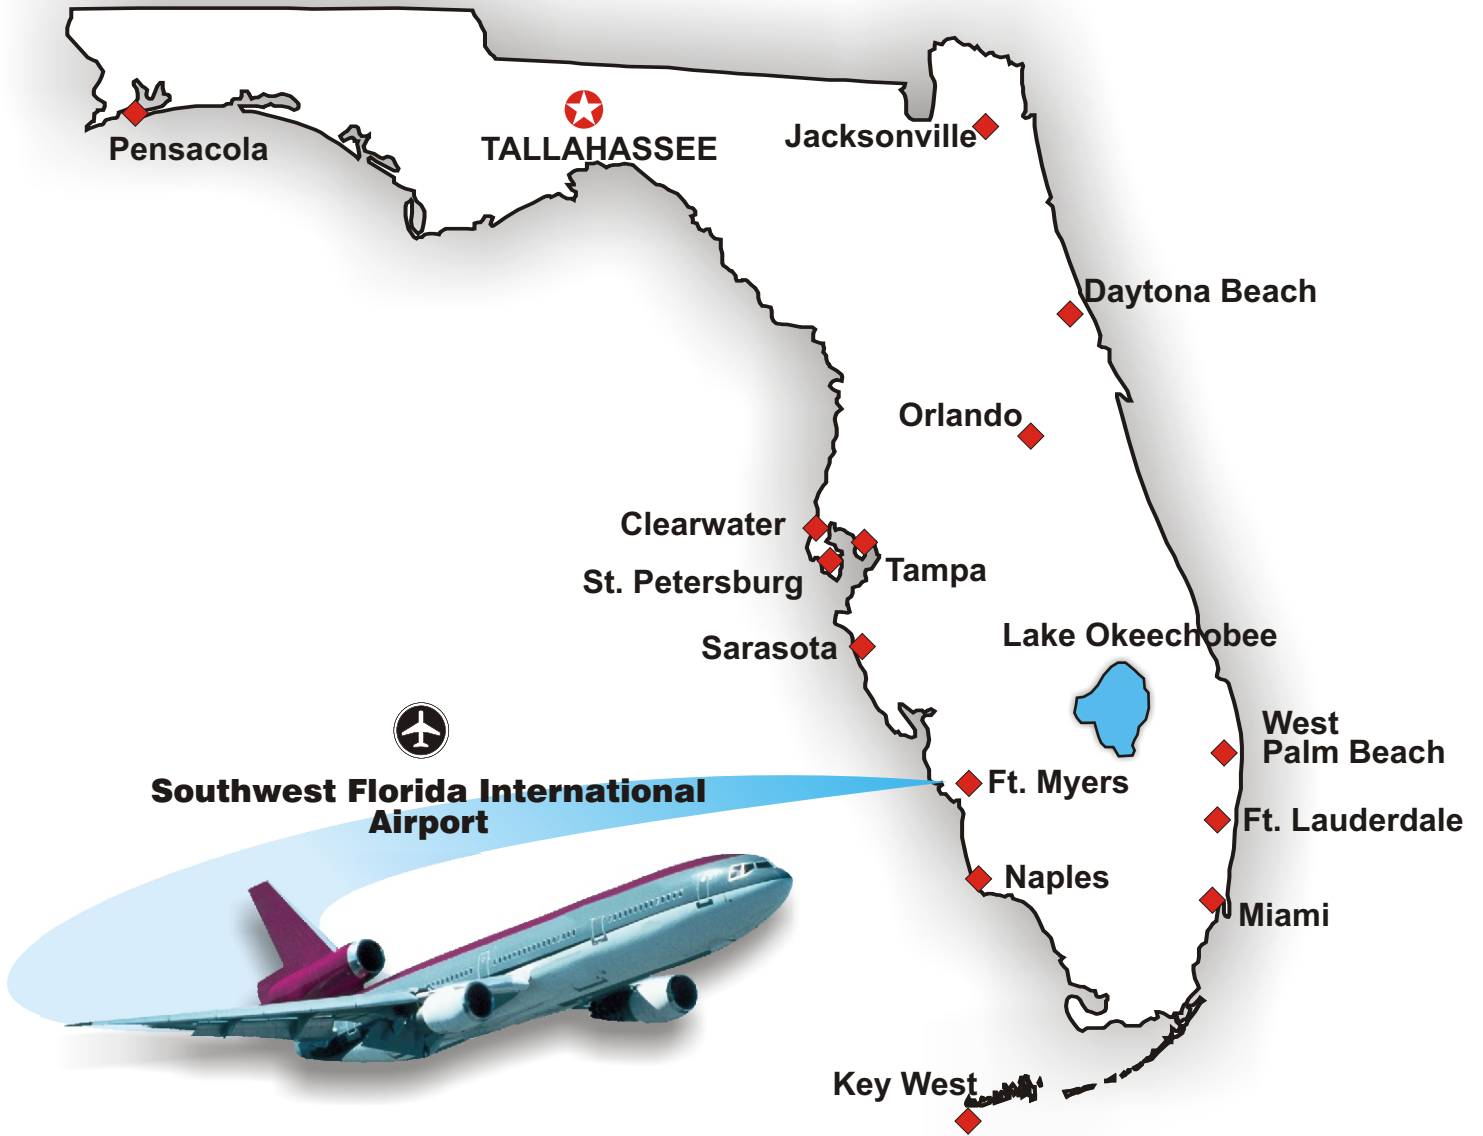 Pensacola
TALLAHASSEE
Jacksonville
Daytona Beach
Orlando
Clearwater
St. Petersburg
Tampa
Sarasota
Lake Okeechobee
West
Palm Beach
Southwest Florida International
Airport
Ft. Myers
Ft. Lauderdale
Naples
Miami
Key West